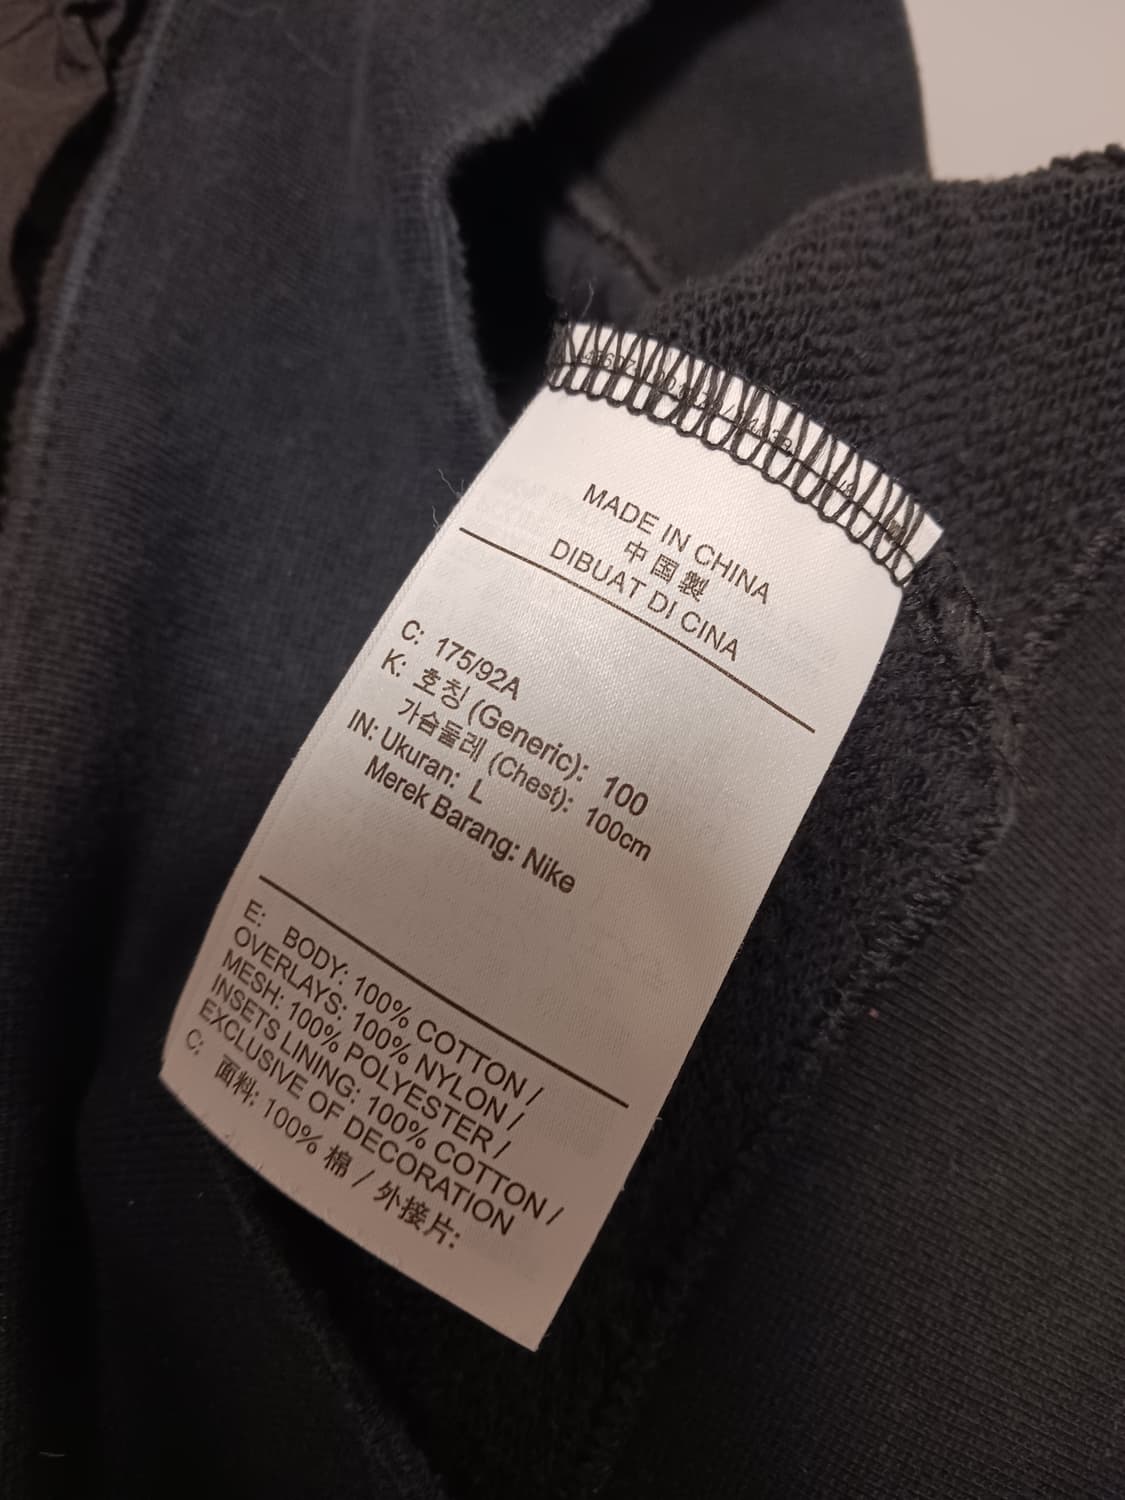 MADE IN CHINA
中国製
DIBUAT DI CINA
C: 175/92A
K: 호칭 (Generic): 100
가슴둘레 (Chest): 100cm
IN: Ukuran: L
Merek Barang: Nike
E: BODY: 100% COTTON /
OVERLAYS: 100% NYLON /
MESH: 100% POLYESTER /
INSETS LINING: 100% COTTON /
EXCLUSIVE OF DECORATION
C: 面料: 100% 棉 / 外接片: